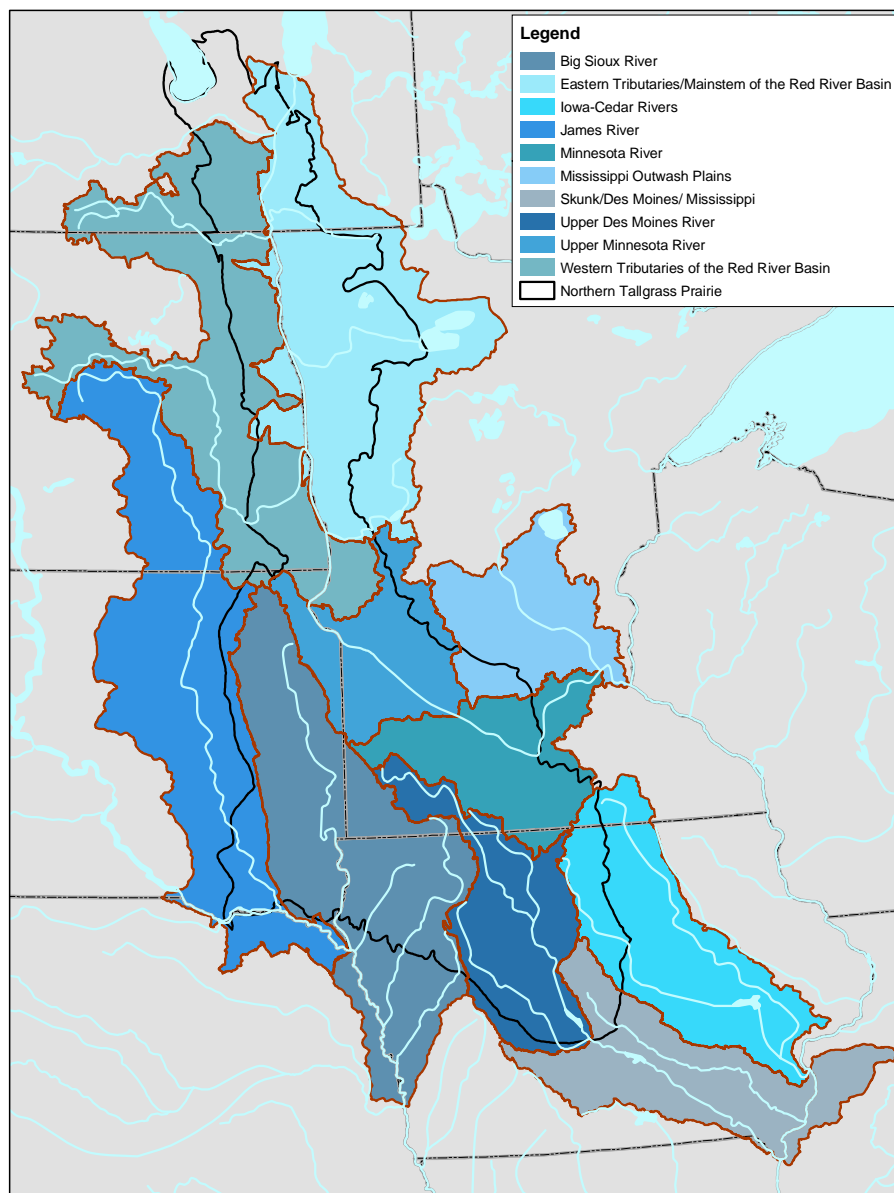 Legend
Big Sioux River
Eastern Tributaries/Mainstem of the Red River Basin
Iowa-Cedar Rivers
James River
Minnesota River
Mississippi Outwash Plains
Skunk/Des Moines/ Mississippi
Upper Des Moines River
Upper Minnesota River
Western Tributaries of the Red River Basin
Northern Tallgrass Prairie